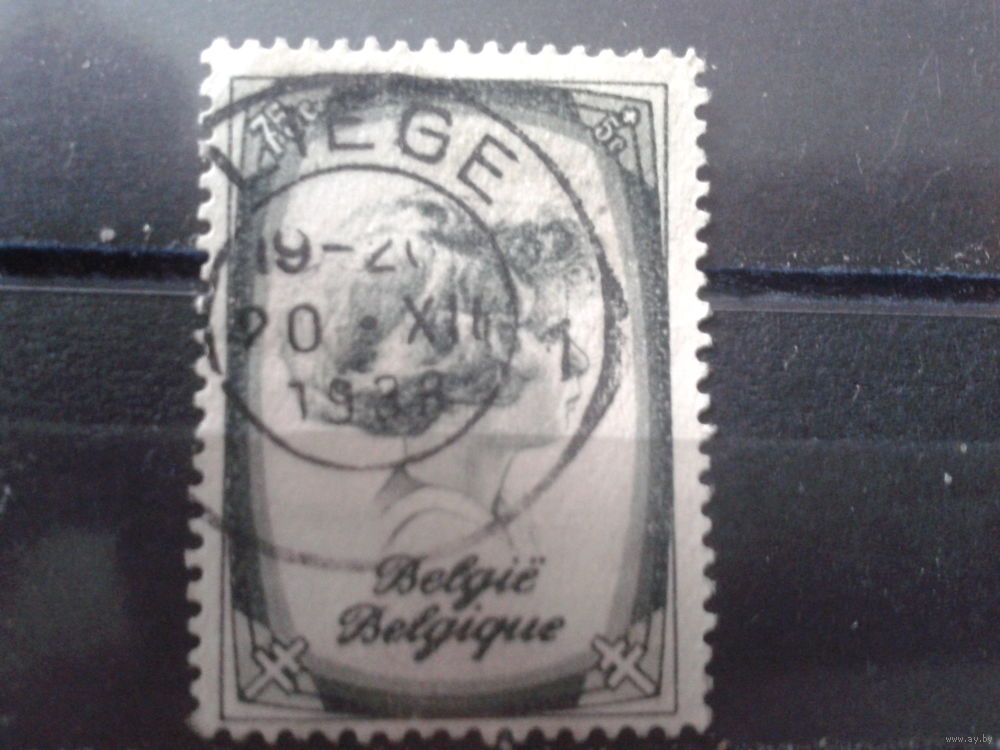 75c
5c
LIEGE
19-20
20·XII
1938
België
Belgique
www.ay.by